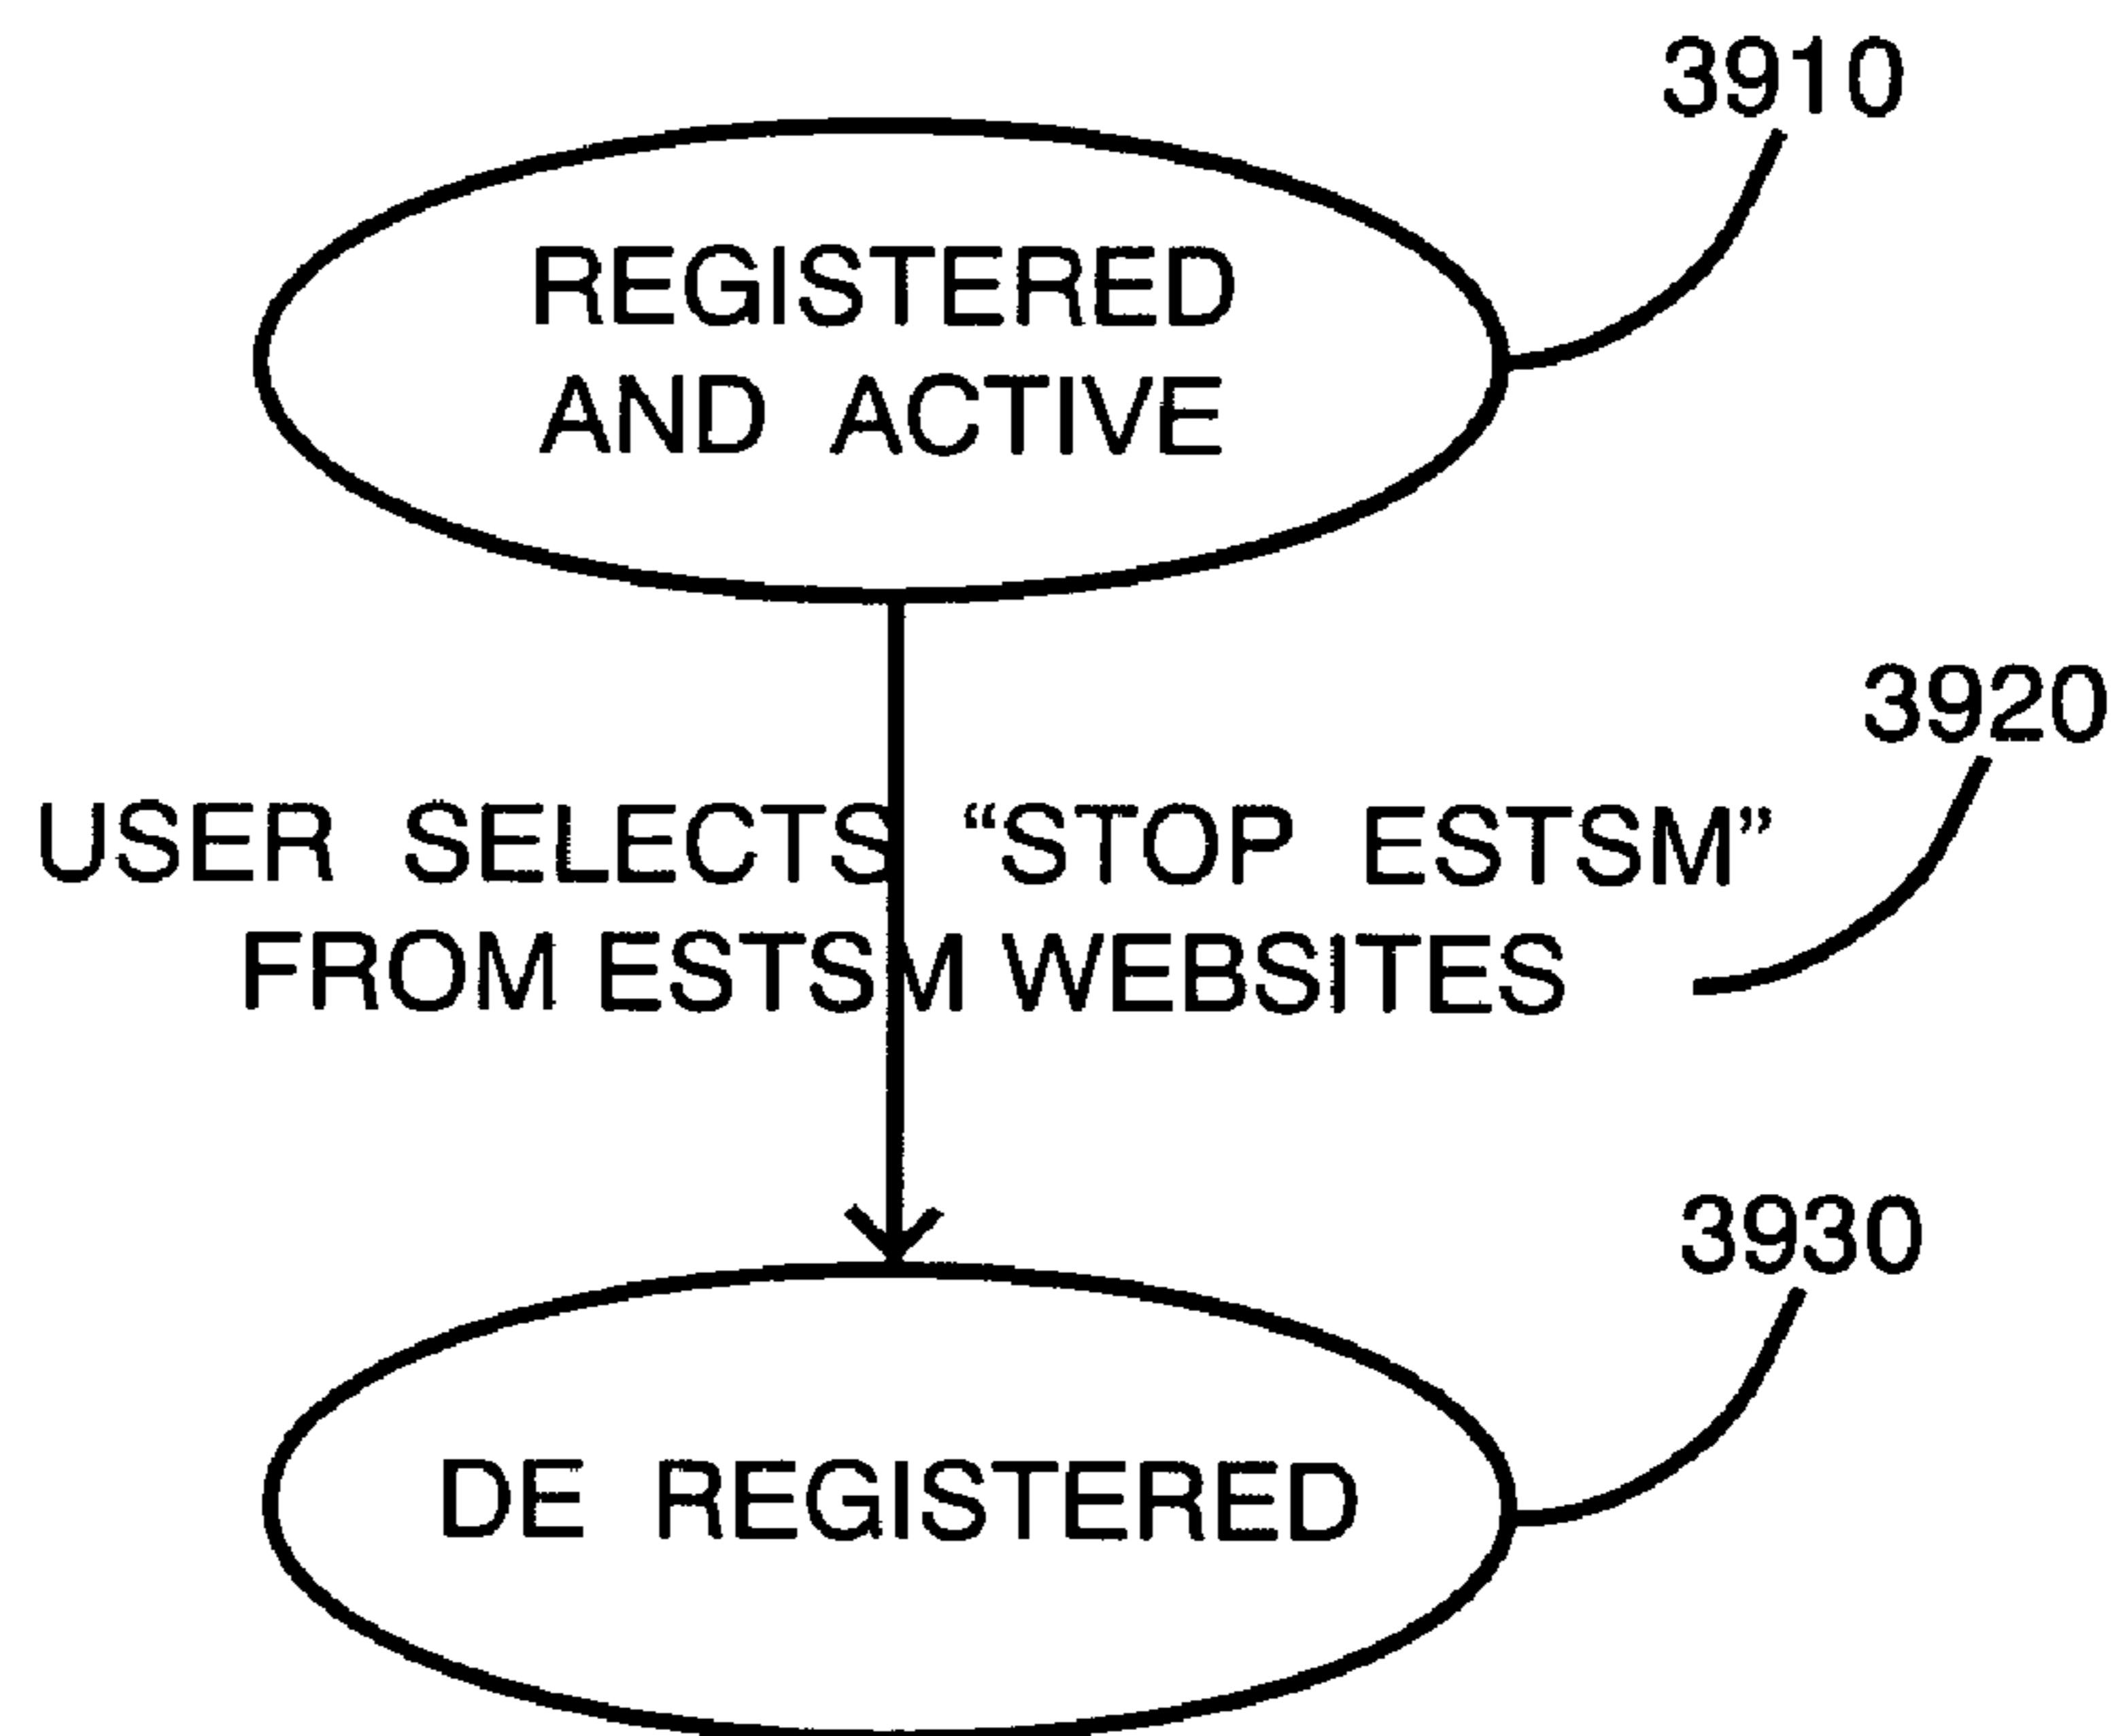 3910
REGISTERED
AND ACTIVE
3920
USER SELECTS “STOP ESTSM”
FROM ESTSM WEBSITES
3930
DE REGISTERED